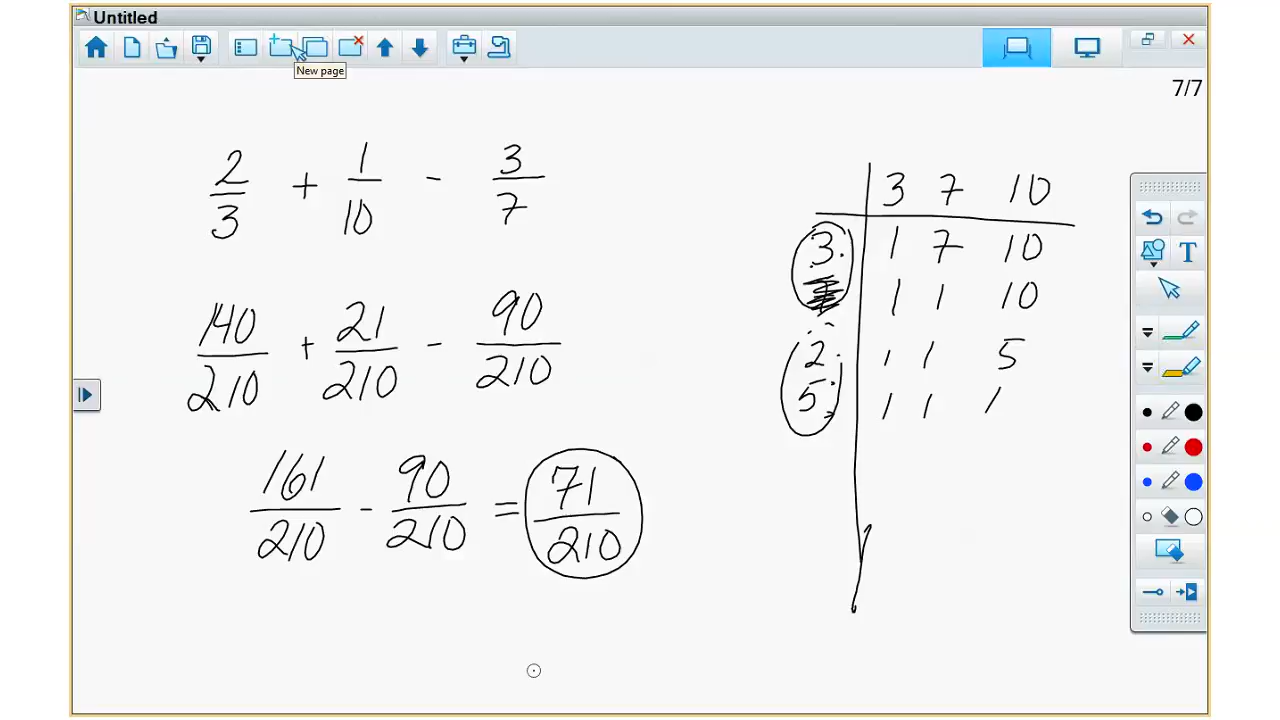 Untitled
New page
7/7
2/3 + 1/10 - 3/7
140/210 + 21/210 - 90/210
161/210 - 90/210 = 71/210
3 7 10
3 1 7 10
1 1 10
2 1 1 5
5 1 1 1
T